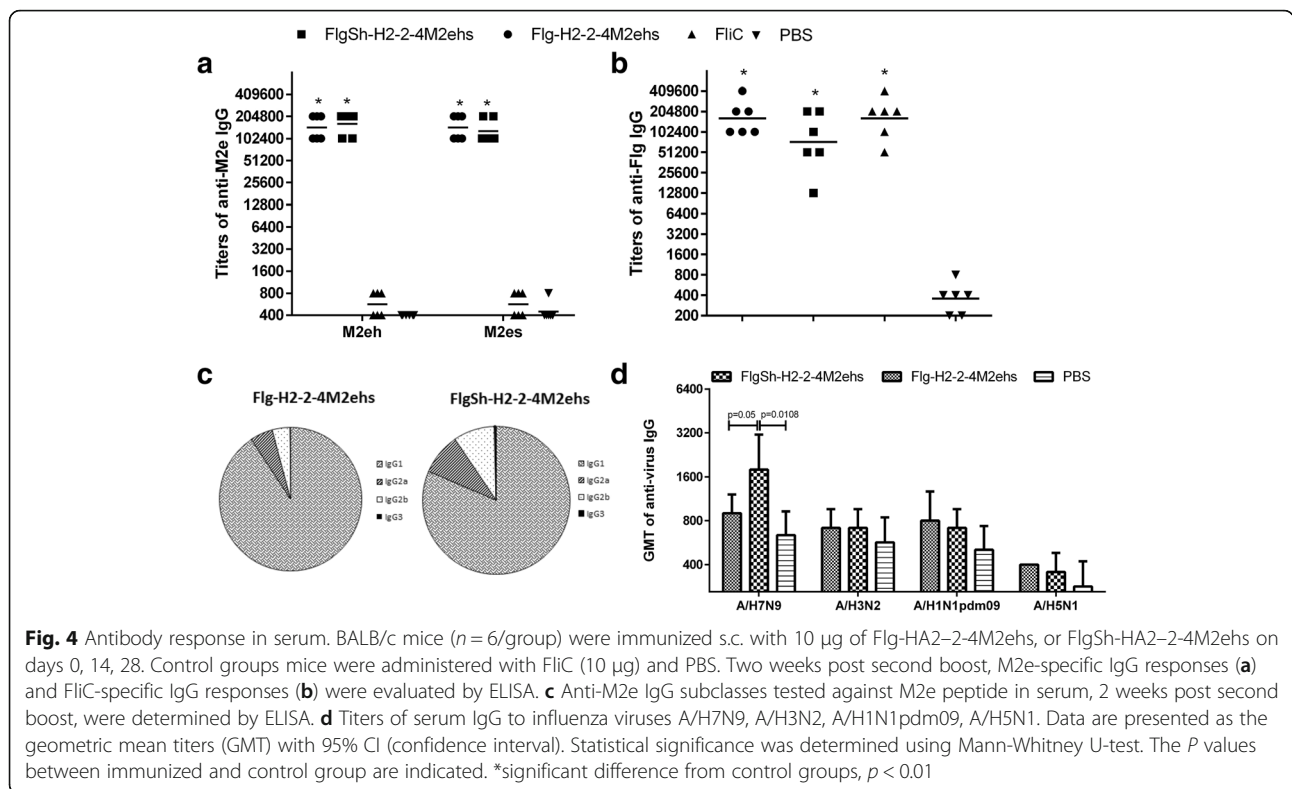 FlgSh-H2-2-4M2ehs Flg-H2-2-4M2ehs FliC PBS
a
Titers of anti-M2e IgG
409600
204800
102400
51200
25600
12800
6400
3200
1600
800
400
* * * *
M2eh M2es
b
Titers of anti-Flg IgG
409600
204800
102400
51200
25600
12800
6400
3200
1600
800
400
200
* * *
c
Flg-H2-2-4M2ehs
IgG1
IgG2a
IgG2b
IgG3
FlgSh-H2-2-4M2ehs
IgG1
IgG2a
IgG2b
IgG3
d
FlgSh-H2-2-4M2ehs Flg-H2-2-4M2ehs PBS
GMT of anti-virus IgG
6400
3200
1600
800
400
p=0.05 p=0.0108
A/H7N9 A/H3N2 A/H1N1pdm09 A/H5N1
Fig. 4 Antibody response in serum. BALB/c mice (n = 6/group) were immunized s.c. with 10 μg of Flg-HA2–2-4M2ehs, or FlgSh-HA2–2-4M2ehs on
days 0, 14, 28. Control groups mice were administered with FliC (10 μg) and PBS. Two weeks post second boost, M2e-specific IgG responses (a)
and FliC-specific IgG responses (b) were evaluated by ELISA. c Anti-M2e IgG subclasses tested against M2e peptide in serum, 2 weeks post second
boost, were determined by ELISA. d Titers of serum IgG to influenza viruses A/H7N9, A/H3N2, A/H1N1pdm09, A/H5N1. Data are presented as the
geometric mean titers (GMT) with 95% CI (confidence interval). Statistical significance was determined using Mann-Whitney U-test. The P values
between immunized and control group are indicated. *significant difference from control groups, p < 0.01